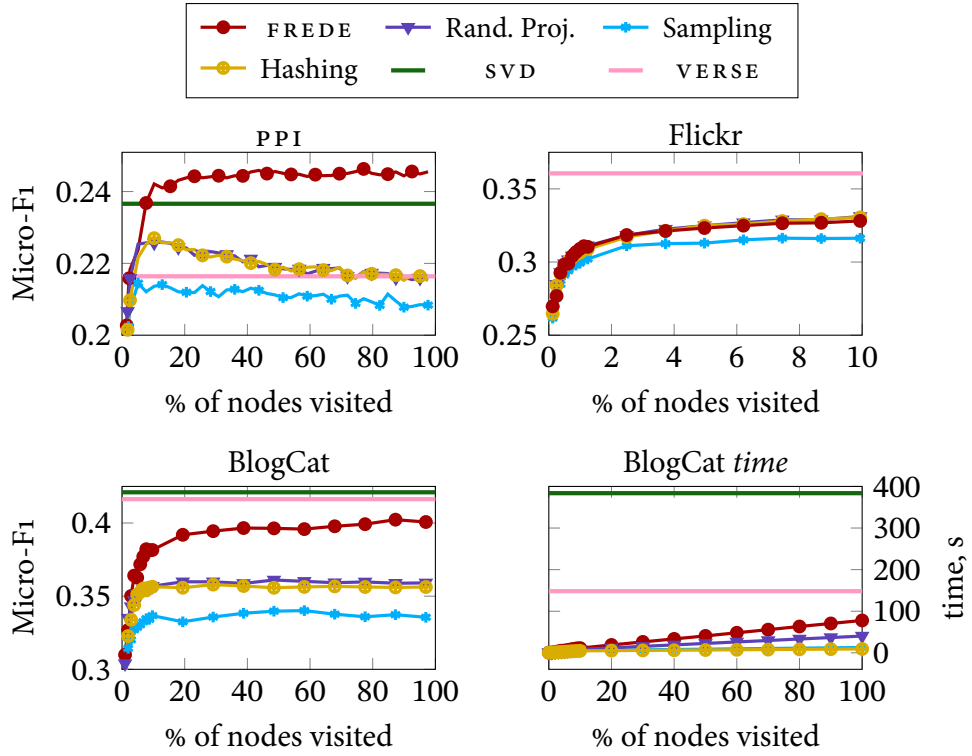 FREDE Rand. Proj. Sampling
Hashing SVD VERSE
PPI
Micro-F1
0.24
0.22
0.2
0 20 40 60 80 100
% of nodes visited
Flickr
0.35
0.3
0.25
0 2 4 6 8 10
% of nodes visited
BlogCat
Micro-F1
0.4
0.35
0.3
0 20 40 60 80 100
% of nodes visited
BlogCat time
400
300
200
100
0
time, s
0 20 40 60 80 100
% of nodes visited